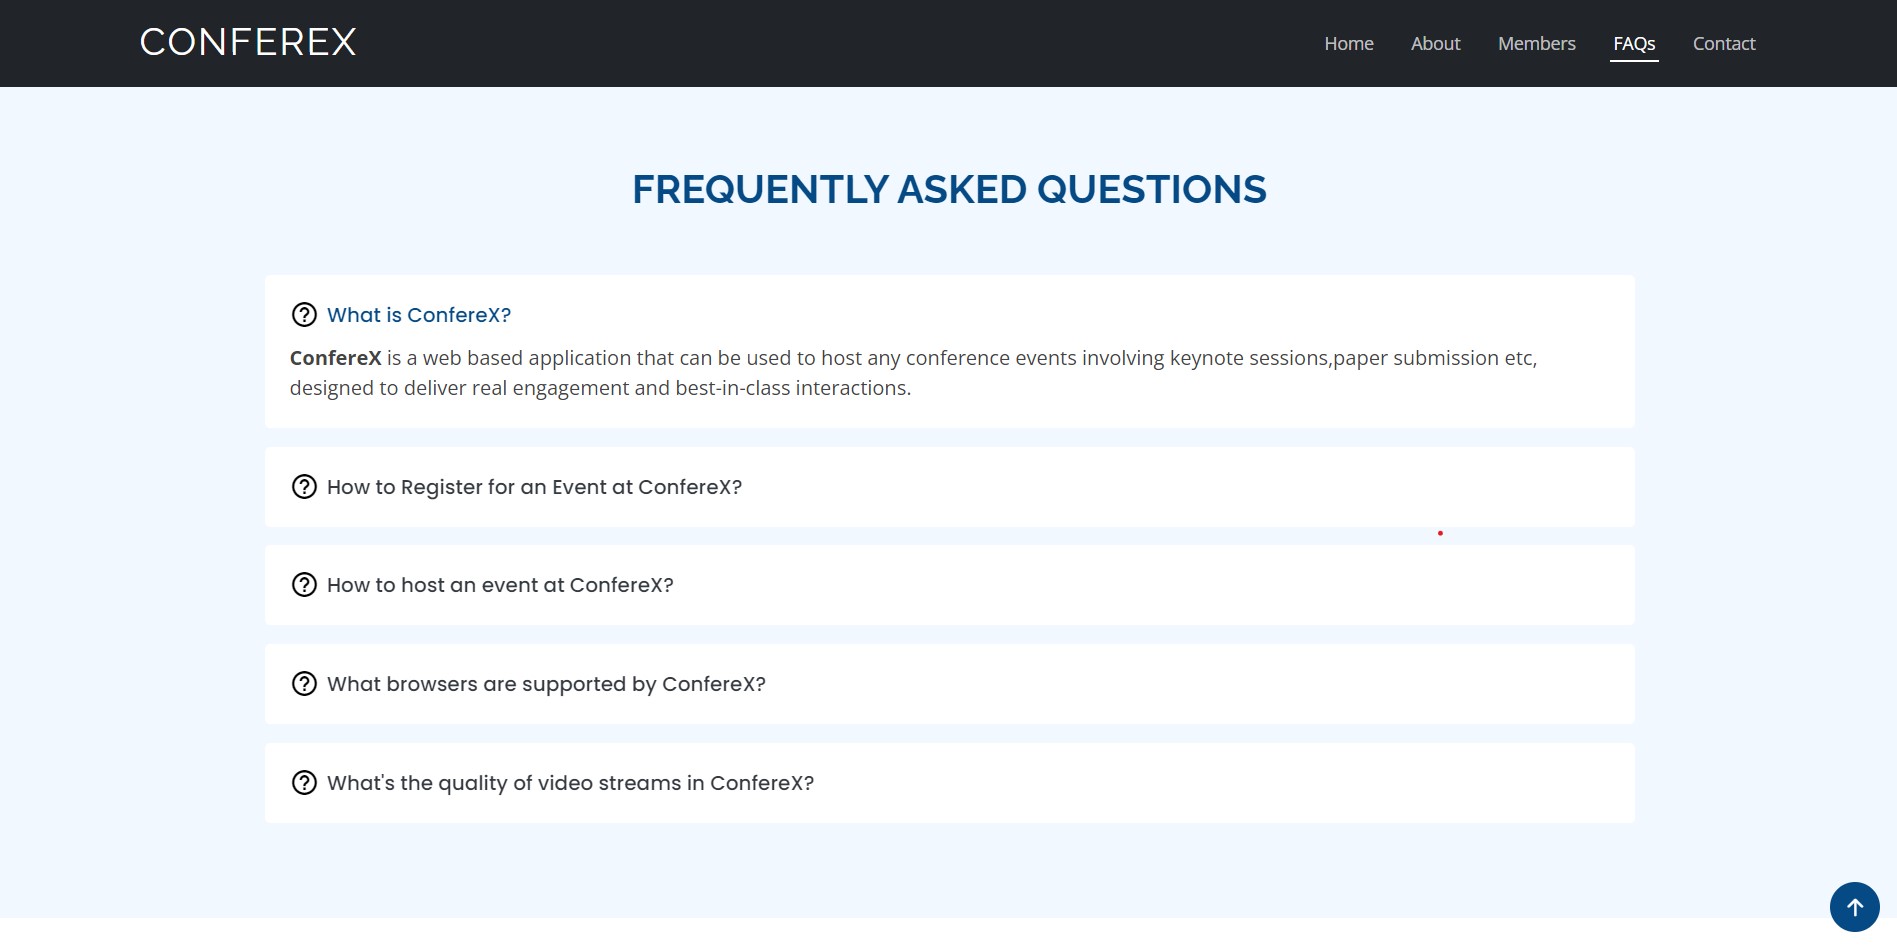 CONFEREX
Home About Members FAQs Contact
FREQUENTLY ASKED QUESTIONS
What is ConfereX?
ConfereX is a web based application that can be used to host any conference events involving keynote sessions,paper submission etc,
designed to deliver real engagement and best-in-class interactions.
How to Register for an Event at ConfereX?
How to host an event at ConfereX?
What browsers are supported by ConfereX?
What's the quality of video streams in ConfereX?